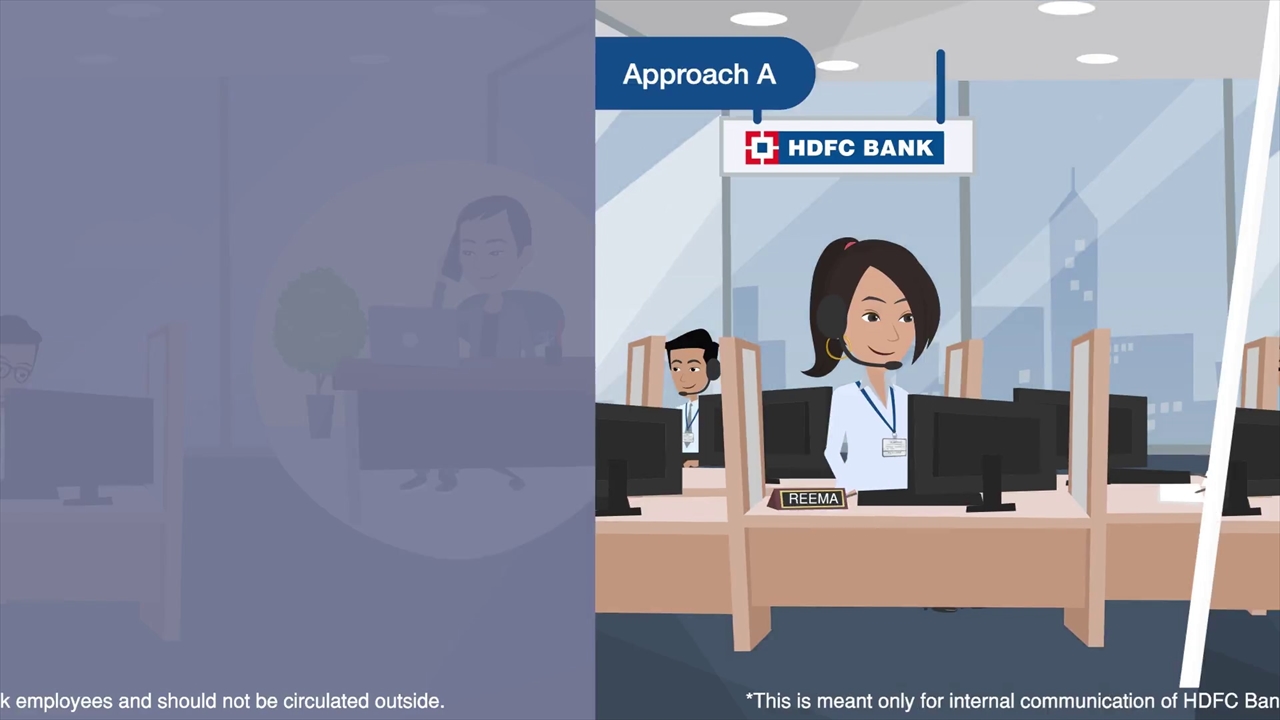 Approach A
HDFC BANK
REEMA
k employees and should not be circulated outside.
*This is meant only for internal communication of HDFC Ban